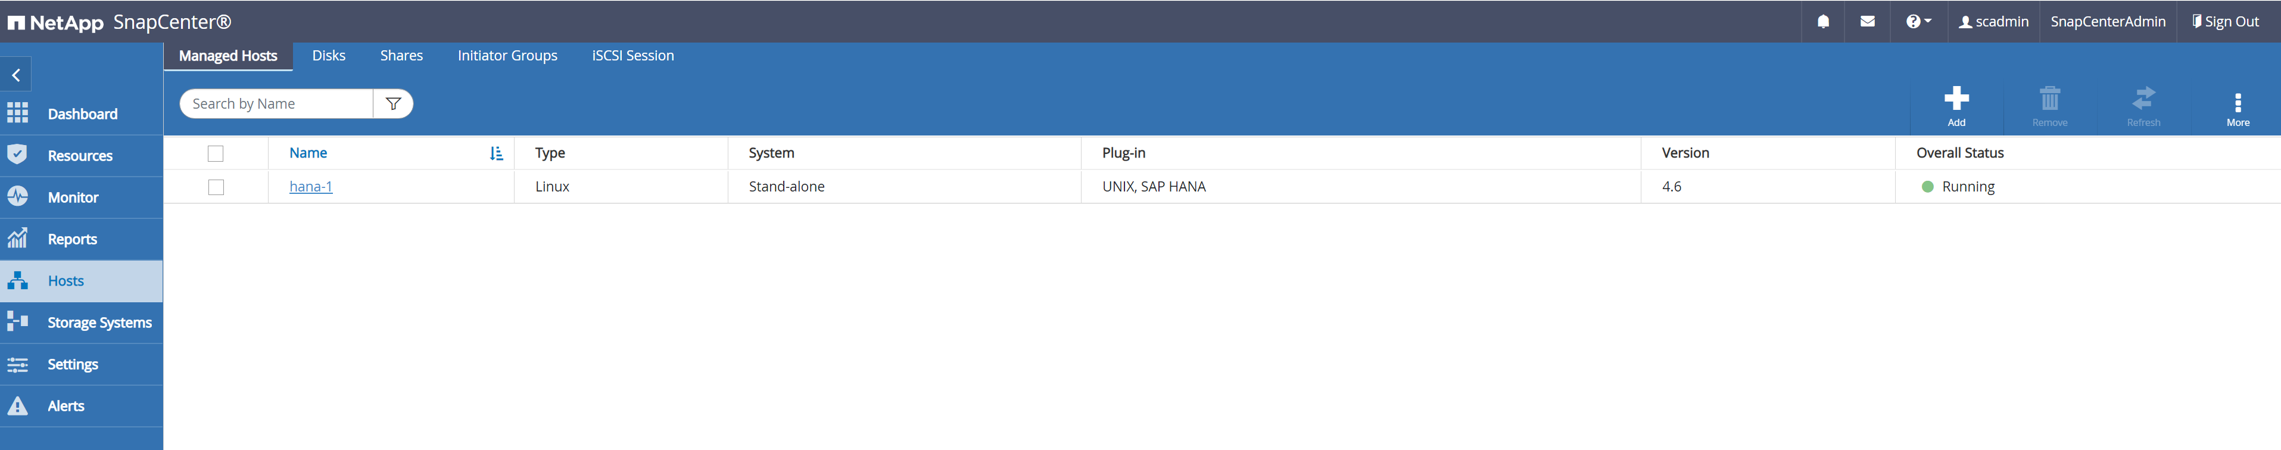 NetApp SnapCenter®
scadmin SnapCenterAdmin Sign Out
Managed Hosts Disks Shares Initiator Groups iSCSI Session
Search by Name
Add Remove Refresh More
Dashboard
Resources
Monitor
Reports
Hosts
Storage Systems
Settings
Alerts
Name Type System Plug-in Version Overall Status
hana-1 Linux Stand-alone UNIX, SAP HANA 4.6 Running